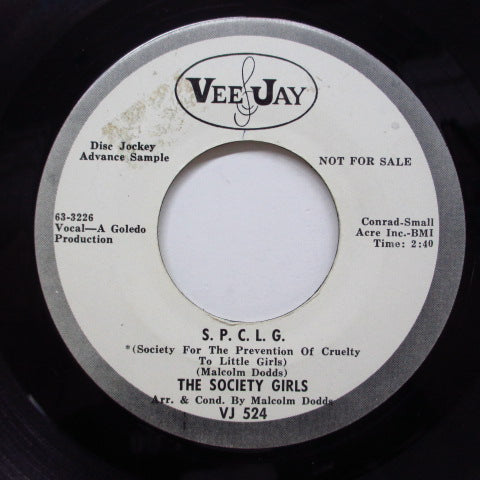 VEE JAY
Disc Jockey
Advance Sample
NOT FOR SALE
63-3226
Vocal—A Goledo
Production
Conrad-Small
Acre Inc.-BMI
Time: 2:40
S. P. C. L. G.
*(Society For The Prevention Of Cruelty
To Little Girls)
(Malcolm Dodds)
THE SOCIETY GIRLS
Arr. & Cond. By Malcolm Dodds
VJ 524